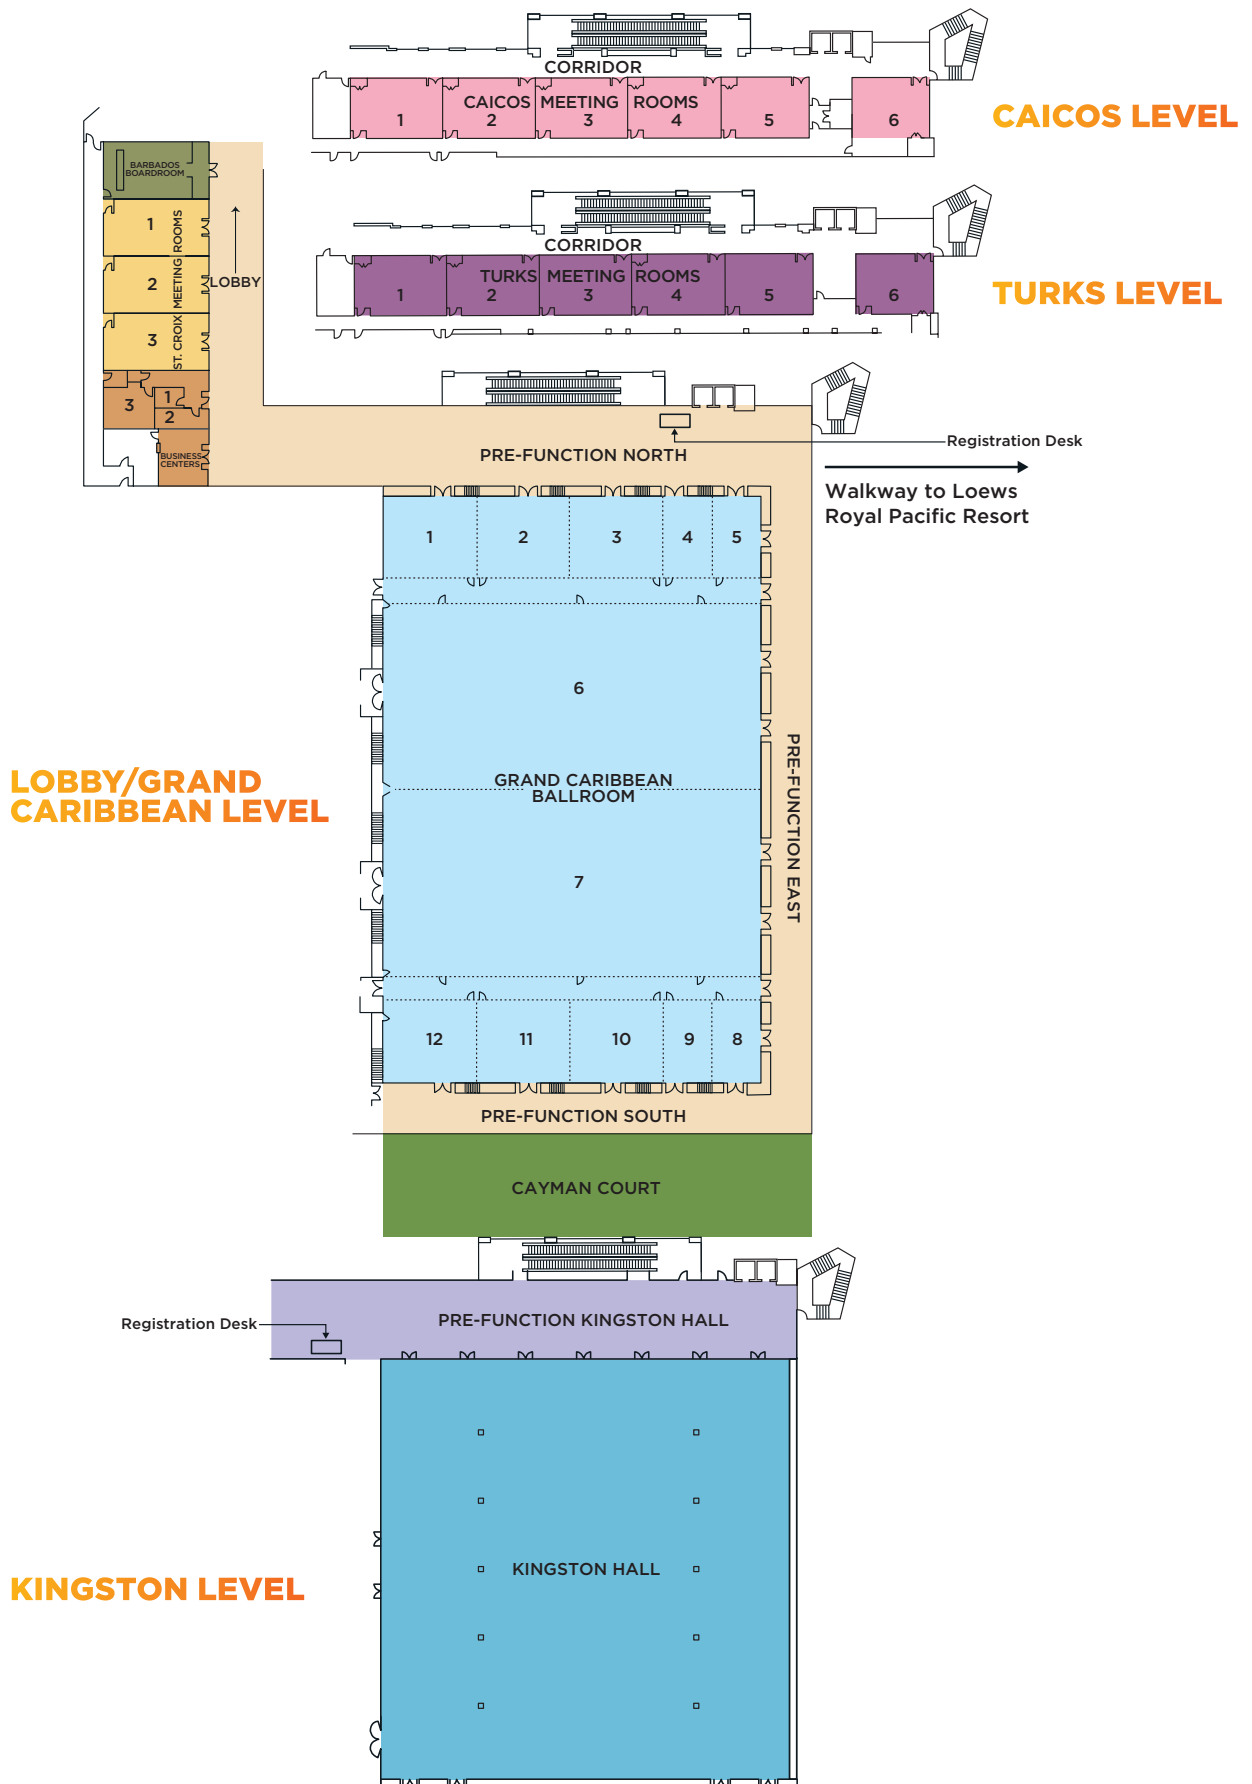 CORRIDOR
CAICOS MEETING ROOMS
1 2 3 4 5 6
CAICOS LEVEL
BARBADOS
BOARDROOM
1
2
3
ST. CROIX MEETING ROOMS
LOBBY
CORRIDOR
TURKS MEETING ROOMS
1 2 3 4 5 6
TURKS LEVEL
3
1
2
BUSINESS
CENTERS
PRE-FUNCTION NORTH
Registration Desk
Walkway to Loews
Royal Pacific Resort
1 2 3 4 5
6
GRAND CARIBBEAN
BALLROOM
PRE-FUNCTION EAST
LOBBY/GRAND
CARIBBEAN LEVEL
7
12 11 10 9 8
PRE-FUNCTION SOUTH
CAYMAN COURT
PRE-FUNCTION KINGSTON HALL
Registration Desk
KINGSTON HALL
KINGSTON LEVEL